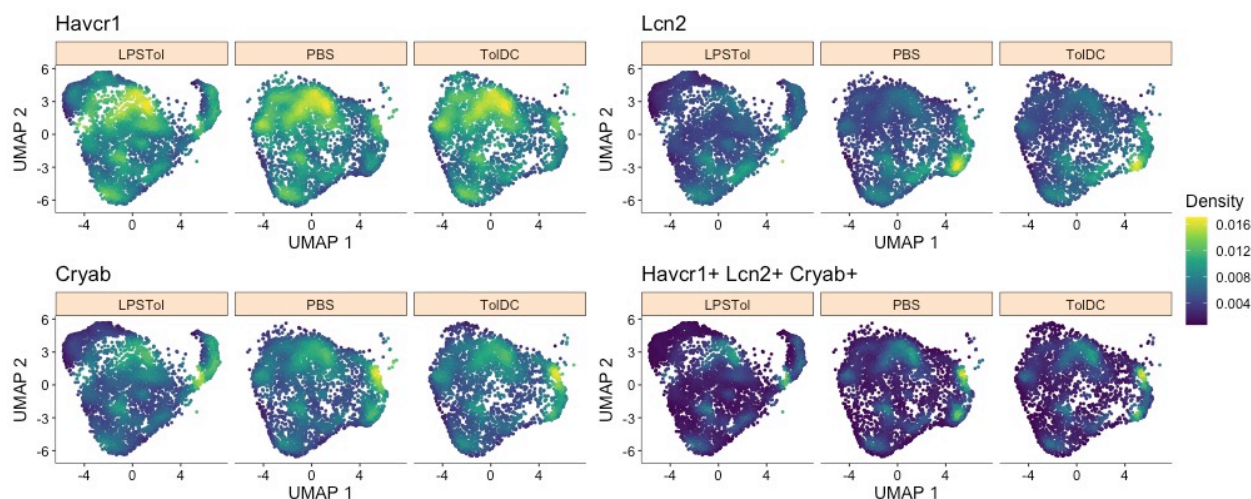 Havcr1
LPSTol PBS TolDC
6
3
0
-3
-6
UMAP 2
-4 0 4 -4 0 4 -4 0 4
UMAP 1
Lcn2
LPSTol PBS TolDC
6
3
0
-3
-6
UMAP 2
-4 0 4 -4 0 4 -4 0 4
UMAP 1
Density
0.016
0.012
0.008
0.004
Cryab
LPSTol PBS TolDC
6
3
0
-3
-6
UMAP 2
-4 0 4 -4 0 4 -4 0 4
UMAP 1
Havcr1+ Lcn2+ Cryab+
LPSTol PBS TolDC
6
3
0
-3
-6
UMAP 2
-4 0 4 -4 0 4 -4 0 4
UMAP 1